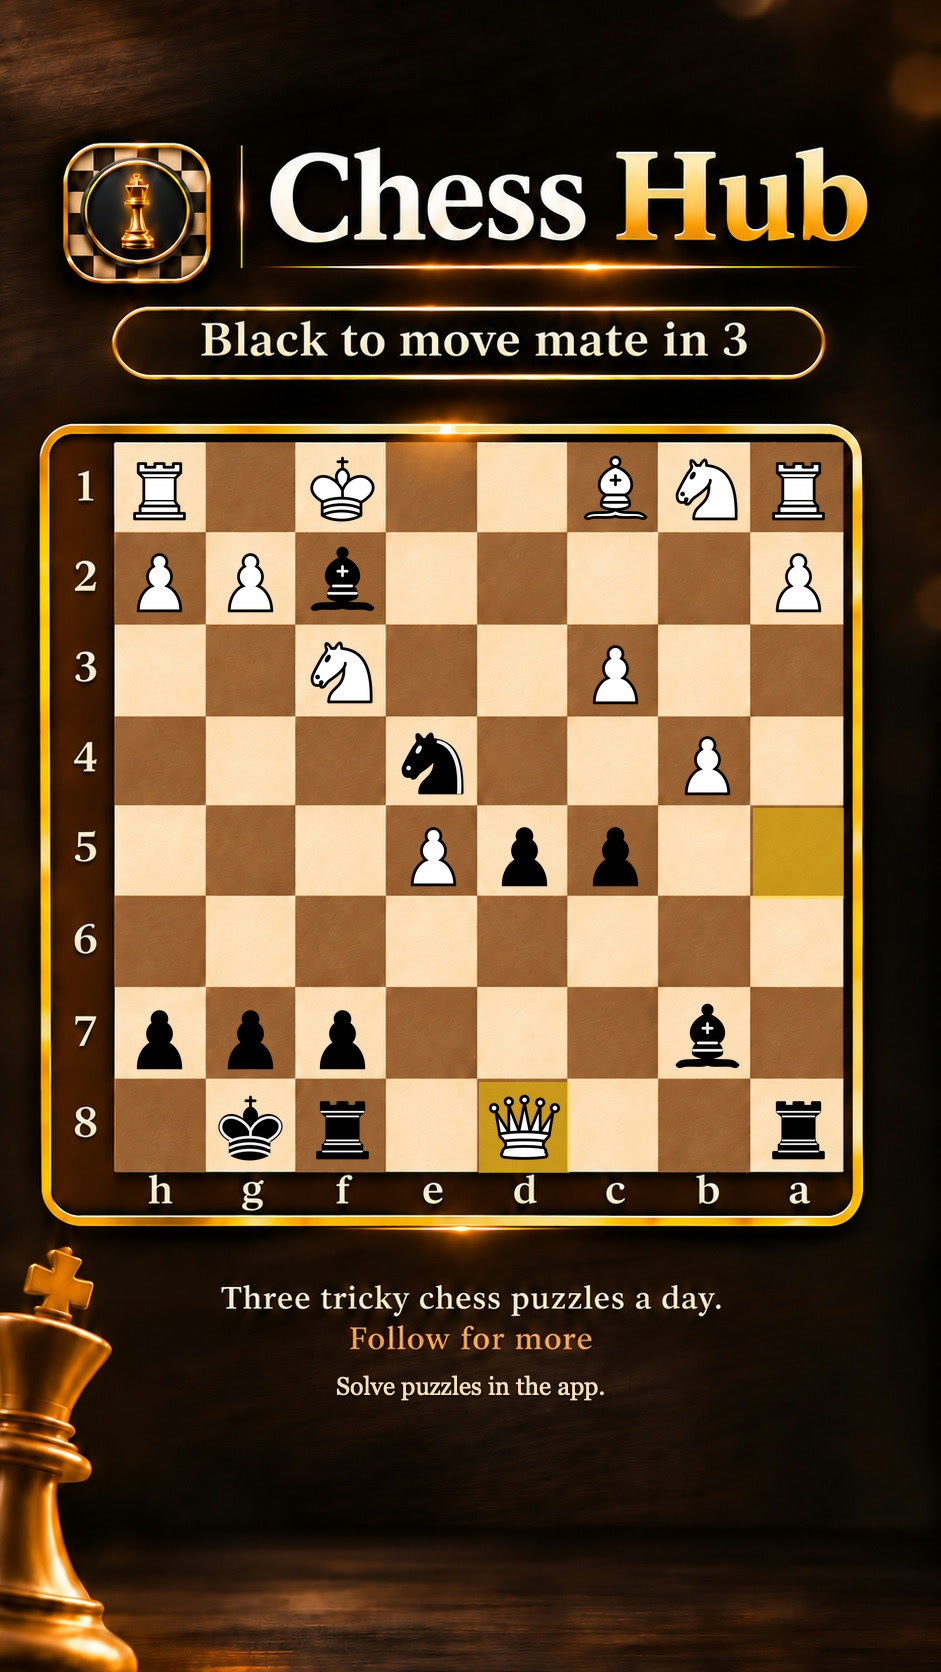 Chess Hub
Black to move mate in 3
1
2
3
4
5
6
7
8
h g f e d c b a
Three tricky chess puzzles a day.
Follow for more
Solve puzzles in the app.